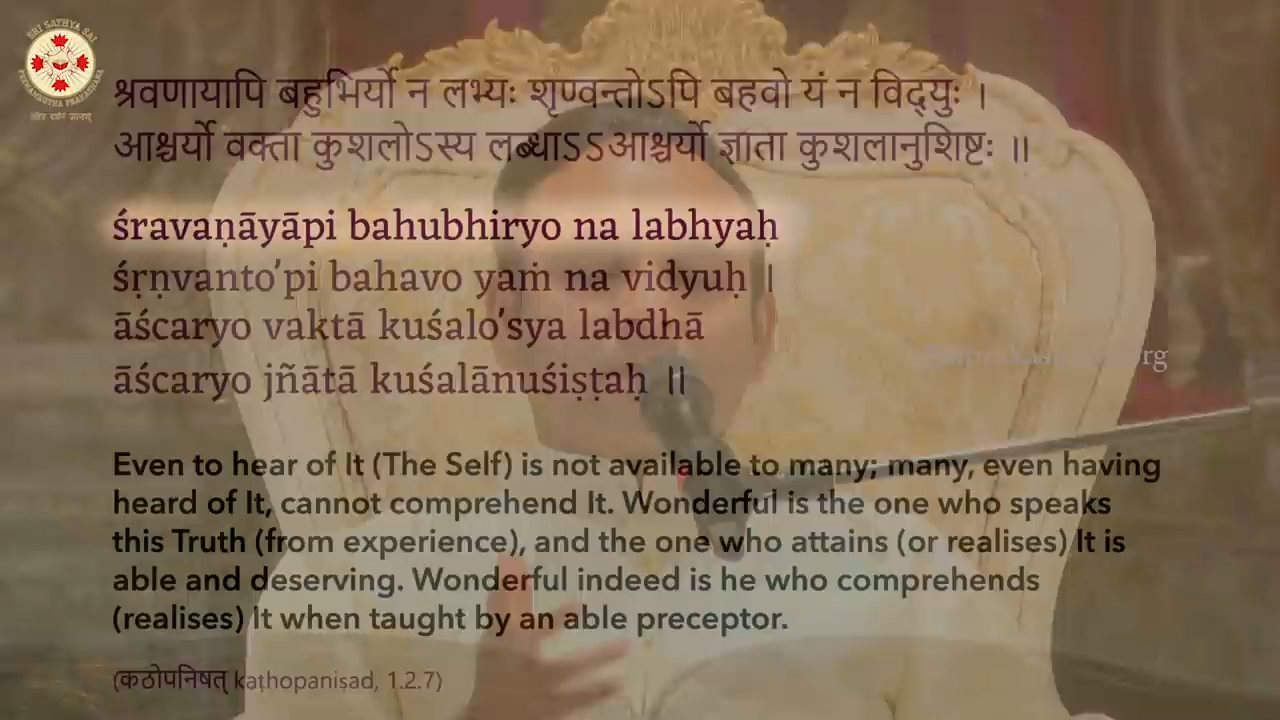 SRI SATHYA SAI
श्रवणायापि बहुभिर्यो न लभ्यः शृण्वन्तोऽपि बहवो यं न विद्युः ।
आश्चर्यो वक्ता कुशलोऽस्य लब्धाऽऽआश्चर्यो ज्ञाता कुशलानुशिष्टः ॥
śravaṇāyāpi bahubhiryo na labhyaḥ
śṛṇvanto'pi bahavo yaṁ na vidyuḥ |
āścaryo vaktā kuśalo'sya labdhā
āścaryo jñātā kuśalānuśiṣṭaḥ ||
Even to hear of It (The Self) is not available to many; many, even having
heard of It, cannot comprehend It. Wonderful is the one who speaks
this Truth (from experience), and the one who attains (or realises) It is
able and deserving. Wonderful indeed is he who comprehends
(realises) It when taught by an able preceptor.
(कठोपनिषत् kaṭhopaniṣad, 1.2.7)